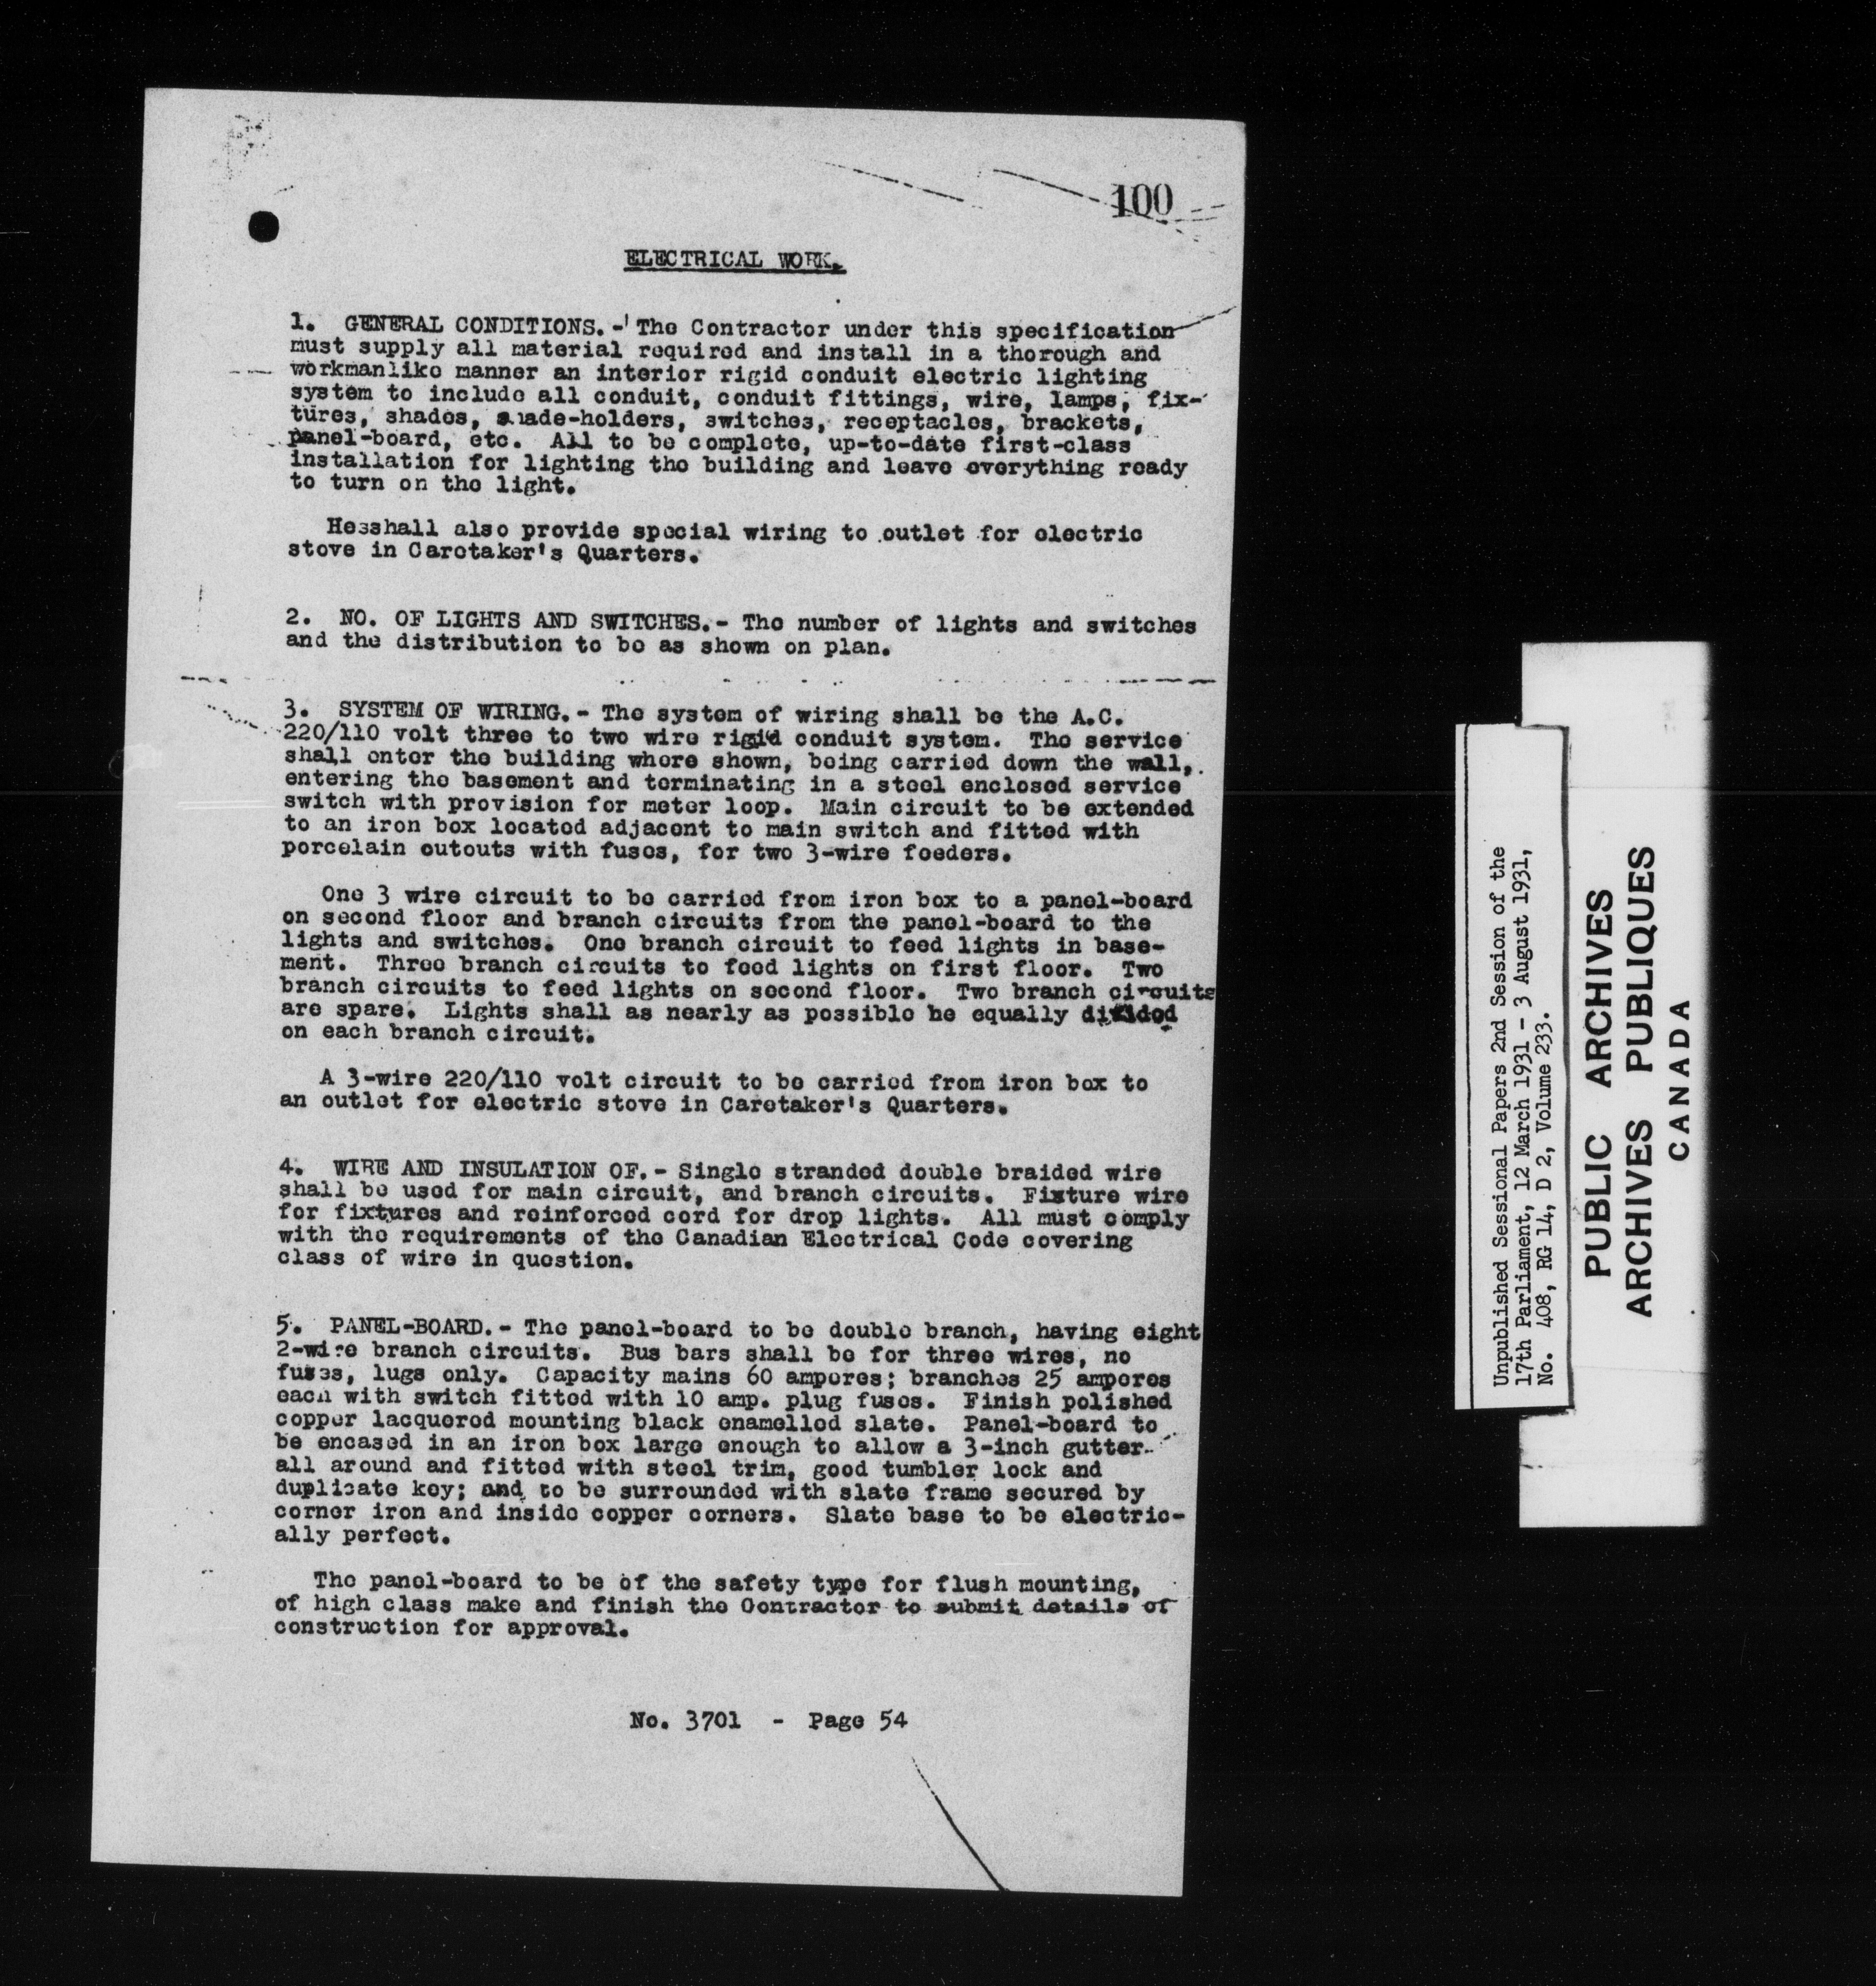 100
ELECTRICAL WORK.
1. GENERAL CONDITIONS.- The Contractor under this specification
must supply all material required and install in a thorough and
workmanlike manner an interior rigid conduit electric lighting
system to include all conduit, conduit fittings, wire, lamps, fix-
tures, shades, shade-holders, switches, receptacles, brackets,
panel-board, etc. All to be complete, up-to-date first-class
installation for lighting the building and leave everything ready
to turn on the light.
Hesshall also provide special wiring to outlet for electric
stove in Caretaker's Quarters.
2. NO. OF LIGHTS AND SWITCHES.- The number of lights and switches
and the distribution to be as shown on plan.
3. SYSTEM OF WIRING.- The system of wiring shall be the A.C.
220/110 volt three to two wire rigid conduit system. The service
shall enter the building where shown, being carried down the wall,
entering the basement and terminating in a steel enclosed service
switch with provision for meter loop. Main circuit to be extended
to an iron box located adjacent to main switch and fitted with
porcelain cutouts with fuses, for two 3-wire feeders.
One 3 wire circuit to be carried from iron box to a panel-board
on second floor and branch circuits from the panel-board to the
lights and switches. One branch circuit to feed lights in base-
ment. Three branch circuits to feed lights on first floor. Two
branch circuits to feed lights on second floor. Two branch circuits
are spare. Lights shall as nearly as possible be equally divided
on each branch circuit.
A 3-wire 220/110 volt circuit to be carried from iron box to
an outlet for electric stove in Caretaker's Quarters.
4. WIRE AND INSULATION OF.- Single stranded double braided wire
shall be used for main circuit, and branch circuits. Fixture wire
for fixtures and reinforced cord for drop lights. All must comply
with the requirements of the Canadian Electrical Code covering
class of wire in question.
5. PANEL-BOARD.- The panel-board to be double branch, having eight
2-wire branch circuits. Bus bars shall be for three wires, no
fuses, lugs only. Capacity mains 60 amperes; branches 25 amperes
each with switch fitted with 10 amp. plug fuses. Finish polished
copper lacquered mounting black enamelled slate. Panel-board to
be encased in an iron box large enough to allow a 3-inch gutter
all around and fitted with steel trim, good tumbler lock and
duplicate key; and to be surrounded with slate frame secured by
corner iron and inside copper corners. Slate base to be electric-
ally perfect.
The panel-board to be of the safety type for flush mounting,
of high class make and finish the Contractor to submit details of
construction for approval.
No. 3701 - Page 54
Unpublished Sessional Papers 2nd Session of the
17th Parliament, 12 March 1931 - 3 August 1931,
No. 408, RG 14, D 2, Volume 233.
PUBLIC ARCHIVES
ARCHIVES PUBLIQUES
CANADA